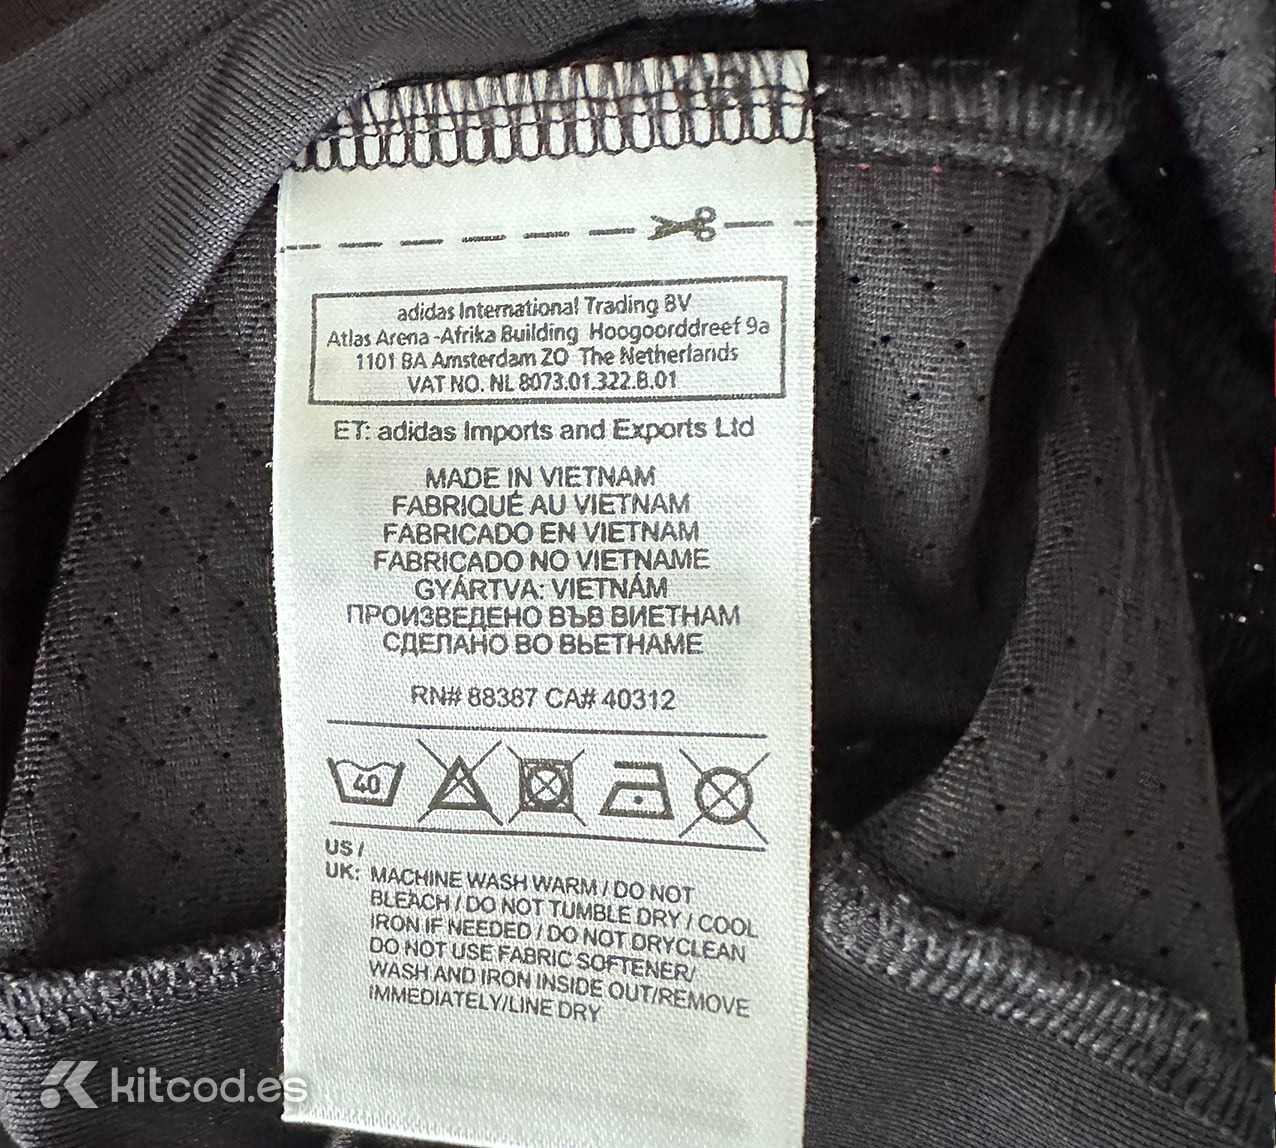 adidas International Trading BV
Atlas Arena -Afrika Building Hoogoorddreef 9a
1101 BA Amsterdam ZO The Netherlands
VAT NO. NL 8073.01.322.B.01
ET: adidas Imports and Exports Ltd
MADE IN VIETNAM
FABRIQUÉ AU VIETNAM
FABRICADO EN VIETNAM
FABRICADO NO VIETNAME
GYÁRTVA: VIETNÁM
ПРОИЗВЕДЕНО ВЪВ ВИЕТНАМ
СДЕЛАНО ВО ВЬЕТНАМЕ
RN# 88387 CA# 40312
40
US /
UK: MACHINE WASH WARM / DO NOT
BLEACH / DO NOT TUMBLE DRY / COOL
IRON IF NEEDED / DO NOT DRYCLEAN
DO NOT USE FABRIC SOFTENER/
WASH AND IRON INSIDE OUT/REMOVE
IMMEDIATELY/LINE DRY
kitcod.es